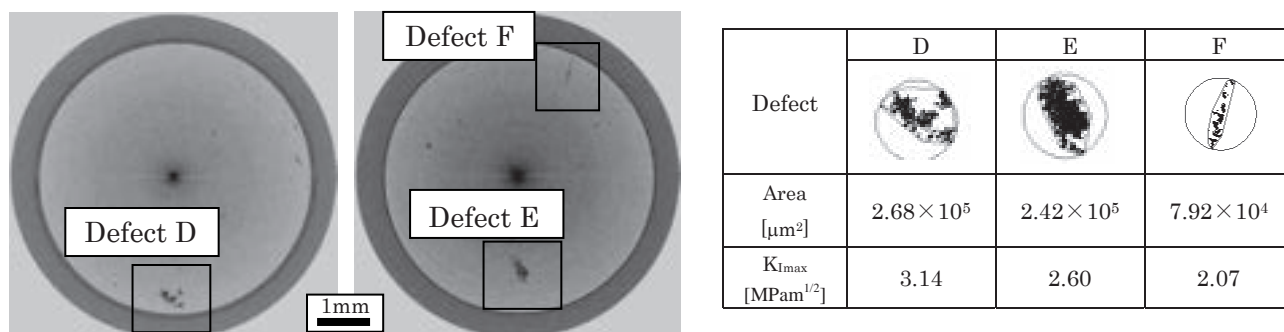 Defect F
Defect D
Defect E
1mm
D E F
Defect
Area
[μm²]
2.68×10⁵ 2.42×10⁵ 7.92×10⁴
K_Imax
[MPam^1/2]
3.14 2.60 2.07